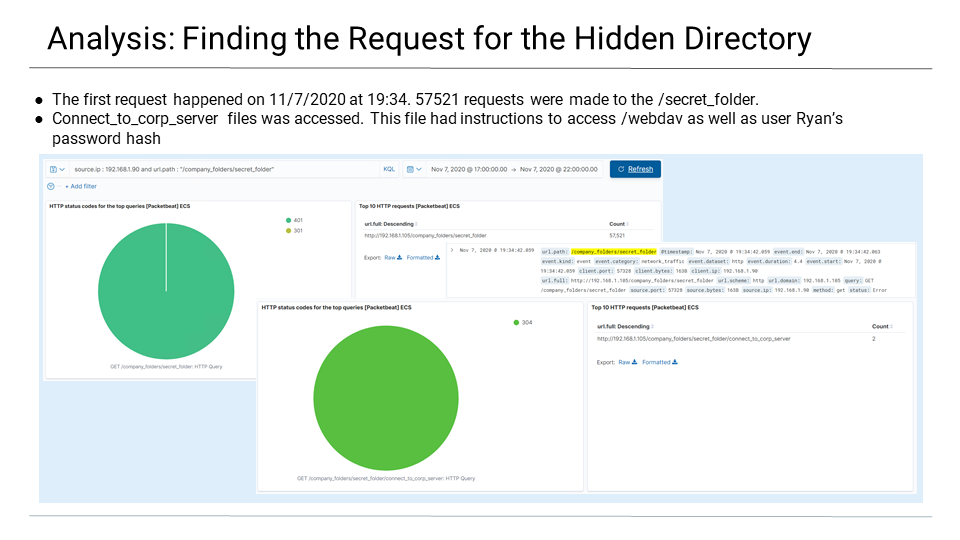 Analysis: Finding the Request for the Hidden Directory
● The first request happened on 11/7/2020 at 19:34. 57521 requests were made to the /secret_folder.
● Connect_to_corp_server files was accessed. This file had instructions to access /webdav as well as user Ryan's
password hash
source.ip : 192.168.1.90 and url.path : "/company_folders/secret_folder"
KQL
Nov 7, 2020 @ 17:00:00.00 → Nov 7, 2020 @ 22:00:00.00
Refresh
+ Add filter
HTTP status codes for the top queries [Packetbeat] ECS
401
301
GET /company_folders/secret_folder: HTTP Query
Top 10 HTTP requests [Packetbeat] ECS
url.full: Descending Count
http://192.168.1.105/company_folders/secret_folder 57,521
Export: Raw Formatted
> Nov 7, 2020 @ 19:34:42.059
url.path: /company_folders/secret_folder @timestamp: Nov 7, 2020 @ 19:34:42.059 event.end: Nov 7, 2020 @ 19:34:42.063
event.kind: event event.category: network_traffic event.dataset: http event.duration: 4.4 event.start: Nov 7, 2020 @
19:34:42.059 client.port: 57328 client.bytes: 163B client.ip: 192.168.1.90
url.full: http://192.168.1.105/company_folders/secret_folder url.scheme: http url.domain: 192.168.1.105 query: GET
/company_folders/secret_folder source.port: 57328 source.bytes: 163B source.ip: 192.168.1.90 method: get status: Error
HTTP status codes for the top queries [Packetbeat] ECS
304
GET /company_folders/secret_folder/connect_to_corp_server: HTTP Query
Top 10 HTTP requests [Packetbeat] ECS
url.full: Descending Count
http://192.168.1.105/company_folders/secret_folder/connect_to_corp_server 2
Export: Raw Formatted